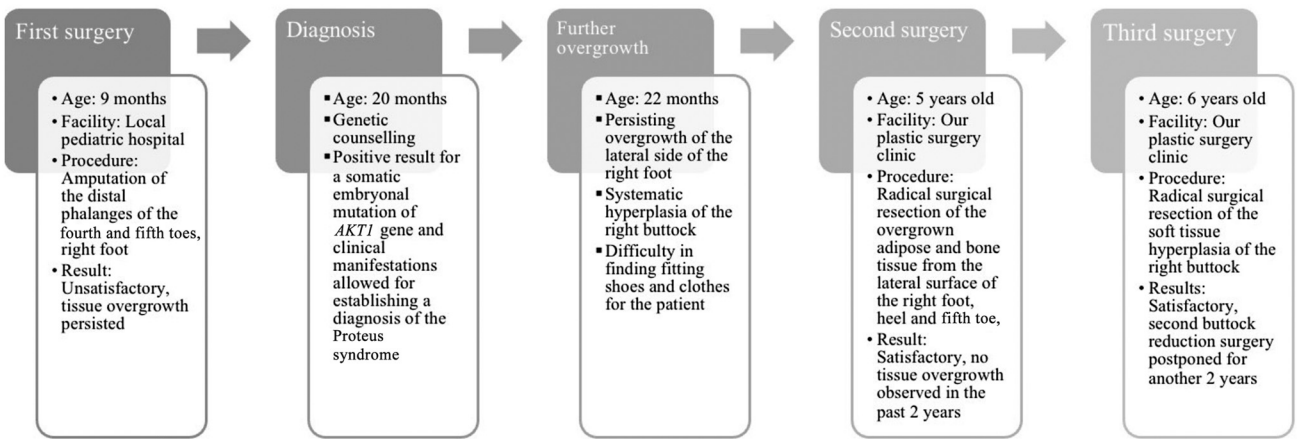 First surgery
• Age: 9 months
• Facility: Local
pediatric hospital
• Procedure:
Amputation of
the distal
phalanges of the
fourth and fifth toes,
right foot
• Result:
Unsatisfactory,
tissue overgrowth
persisted
Diagnosis
▪ Age: 20 months
▪ Genetic
counselling
▪ Positive result for
a somatic
embryonal
mutation of
AKT1 gene and
clinical
manifestations
allowed for
establishing a
diagnosis of the
Proteus
syndrome
Further
overgrowth
▪ Age: 22 months
▪ Persisting
overgrowth of the
lateral side of the
right foot
▪ Systematic
hyperplasia of the
right buttock
▪ Difficulty in
finding fitting
shoes and clothes
for the patient
Second surgery
• Age: 5 years old
• Facility: Our
plastic surgery
clinic
• Procedure:
Radical surgical
resection of the
overgrown
adipose and bone
tissue from the
lateral surface of
the right foot,
heel and fifth toe,
• Result:
Satisfactory, no
tissue overgrowth
observed in the
past 2 years
Third surgery
• Age: 6 years old
• Facility: Our
plastic surgery
clinic
• Procedure:
Radical surgical
resection of the
soft tissue
hyperplasia of the
right buttock
• Results:
Satisfactory,
second buttock
reduction surgery
postponed for
another 2 years